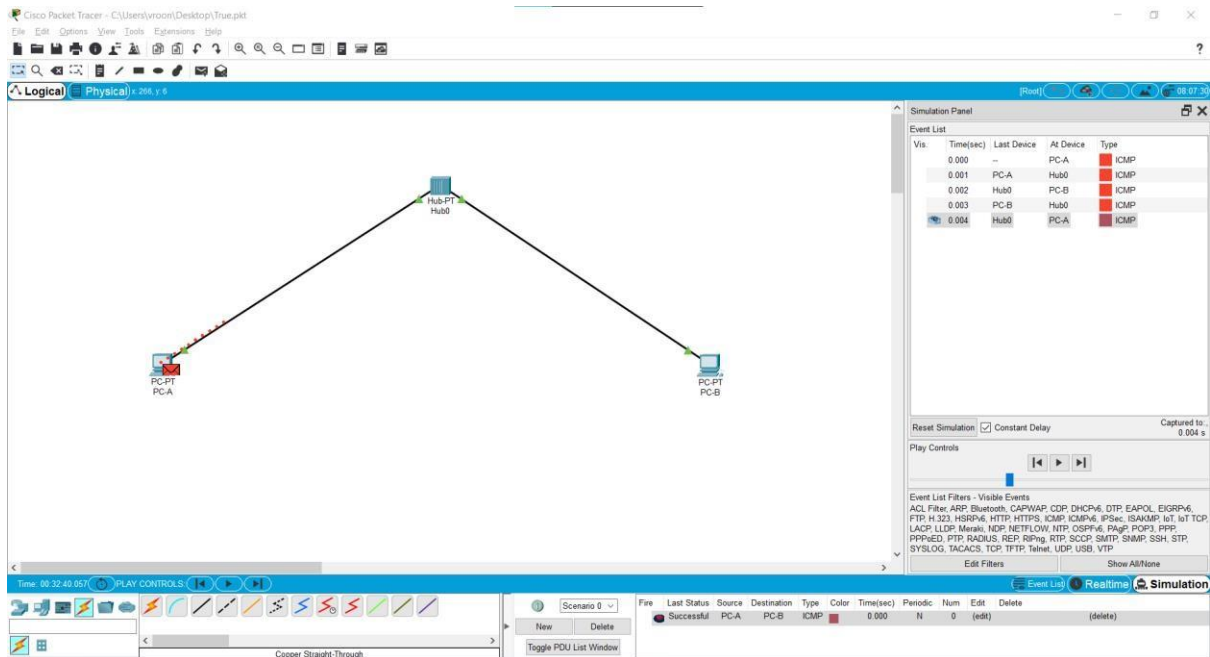 Cisco Packet Tracer - C:\Users\vroon\Desktop\True.pkt
File Edit Options View Tools Extensions Help
?
Logical Physical x: 266, y: 6 [Root] 08:07:30
Simulation Panel
Event List
Vis. Time(sec) Last Device At Device Type
0.000 -- PC-A ICMP
0.001 PC-A Hub0 ICMP
0.002 Hub0 PC-B ICMP
0.003 PC-B Hub0 ICMP
0.004 Hub0 PC-A ICMP
Hub-PT
Hub0
PC-PT
PC-A
PC-PT
PC-B
Reset Simulation Constant Delay Captured to:
0.004 s
Play Controls
Event List Filters - Visible Events
ACL Filter, ARP, Bluetooth, CAPWAP, CDP, DHCPv6, DTP, EAPOL, EIGRPv6,
FTP, H.323, HSRPv6, HTTP, HTTPS, ICMP, ICMPv6, IPSec, ISAKMP, IoT, IoT TCP,
LACP, LLDP, Meraki, NDP, NETFLOW, NTP, OSPFv6, PAgP, POP3, PPP,
PPPoED, PTP, RADIUS, REP, RIPng, RTP, SCCP, SMTP, SNMP, SSH, STP,
SYSLOG, TACACS, TCP, TFTP, Telnet, UDP, USB, VTP
Edit Filters Show All/None
Time: 00:32:40.057 PLAY CONTROLS: Event List Realtime Simulation
Scenario 0
New Delete
Toggle PDU List Window
Fire Last Status Source Destination Type Color Time(sec) Periodic Num Edit Delete
Successful PC-A PC-B ICMP 0.000 N 0 (edit) (delete)
Copper Straight-Through